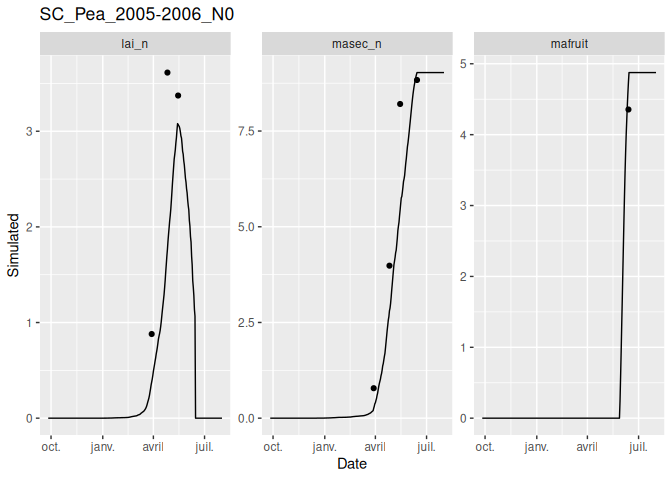 SC_Pea_2005-2006_N0
lai_n
masec_n
mafruit
Simulated
0
1
2
3
0.0
2.5
5.0
7.5
0
1
2
3
4
5
oct. janv. avril juil.
oct. janv. avril juil.
oct. janv. avril juil.
Date